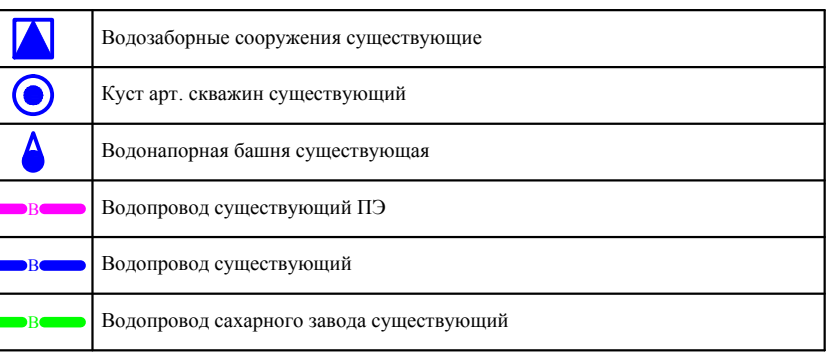 Водозаборные сооружения существующие
Куст арт. скважин существующий
Водонапорная башня существующая
В Водопровод существующий ПЭ
В Водопровод существующий
В Водопровод сахарного завода существующий